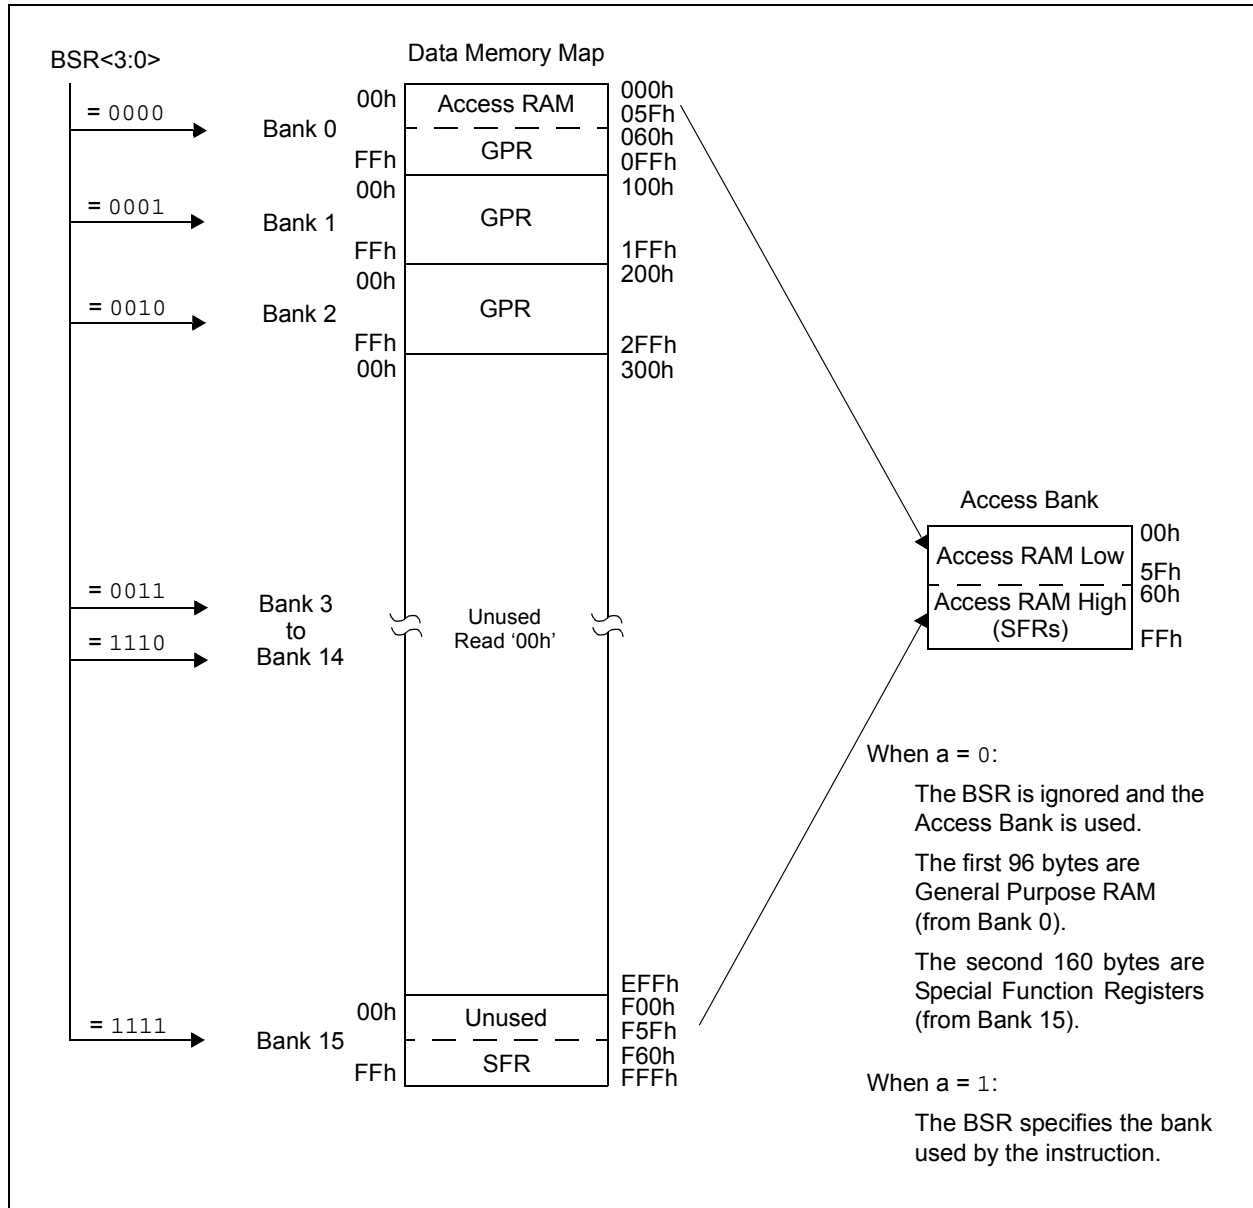 BSR<3:0>
Data Memory Map
= 0000
Bank 0
00h
Access RAM
000h
05Fh
060h
FFh
GPR
0FFh
= 0001
Bank 1
00h
GPR
100h
FFh
1FFh
= 0010
Bank 2
00h
GPR
200h
FFh
2FFh
00h
300h
= 0011
Bank 3
to
= 1110
Bank 14
Unused
Read ‘00h’
Access Bank
Access RAM Low
00h
5Fh
Access RAM High
(SFRs)
60h
FFh
= 1111
Bank 15
EFFh
00h
Unused
F00h
F5Fh
F60h
FFh
SFR
FFFh
When a = 0:
The BSR is ignored and the
Access Bank is used.
The first 96 bytes are
General Purpose RAM
(from Bank 0).
The second 160 bytes are
Special Function Registers
(from Bank 15).
When a = 1:
The BSR specifies the bank
used by the instruction.